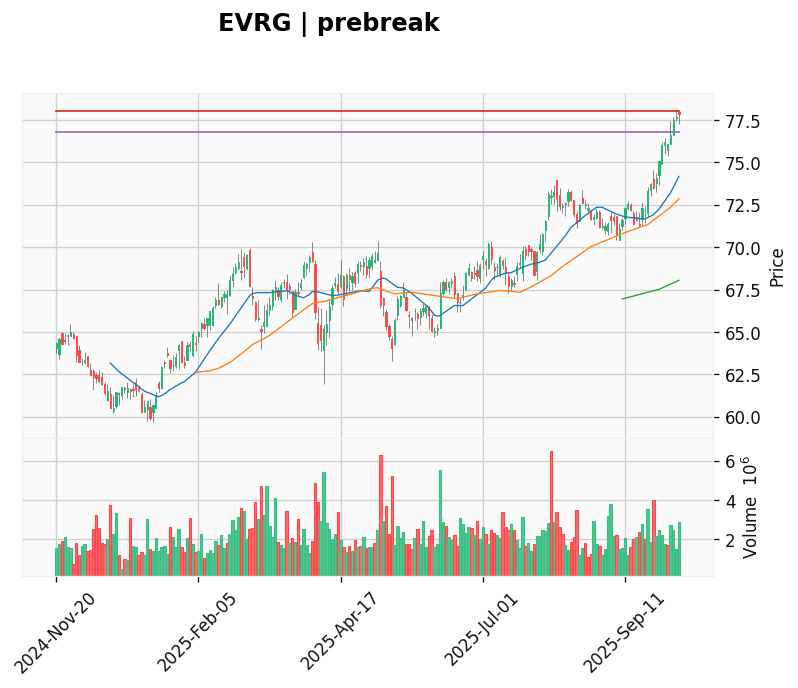 EVRG | prebreak
77.5
75.0
72.5
70.0
67.5
65.0
62.5
60.0
Price
6
4
2
Volume 10^6
2024-Nov-20
2025-Feb-05
2025-Apr-17
2025-Jul-01
2025-Sep-11